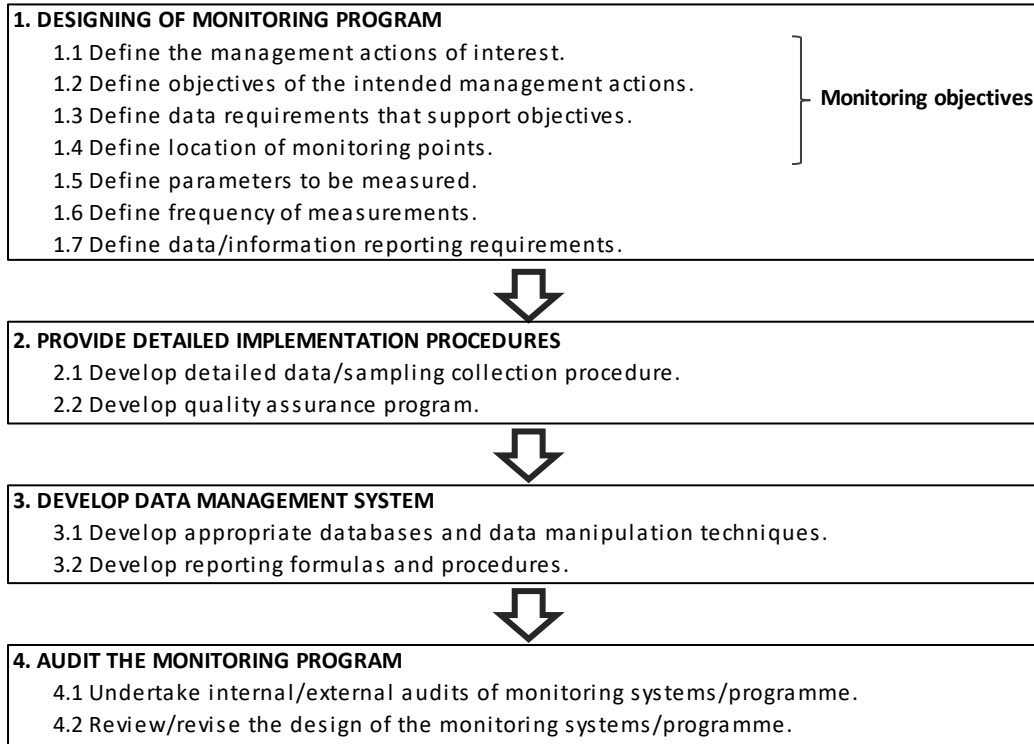 1. DESIGNING OF MONITORING PROGRAM
1.1 Define the management actions of interest.
1.2 Define objectives of the intended management actions.
1.3 Define data requirements that support objectives.
1.4 Define location of monitoring points.
1.5 Define parameters to be measured.
1.6 Define frequency of measurements.
1.7 Define data/information reporting requirements.
Monitoring objectives
2. PROVIDE DETAILED IMPLEMENTATION PROCEDURES
2.1 Develop detailed data/sampling collection procedure.
2.2 Develop quality assurance program.
3. DEVELOP DATA MANAGEMENT SYSTEM
3.1 Develop appropriate databases and data manipulation techniques.
3.2 Develop reporting formulas and procedures.
4. AUDIT THE MONITORING PROGRAM
4.1 Undertake internal/external audits of monitoring systems/programme.
4.2 Review/revise the design of the monitoring systems/programme.